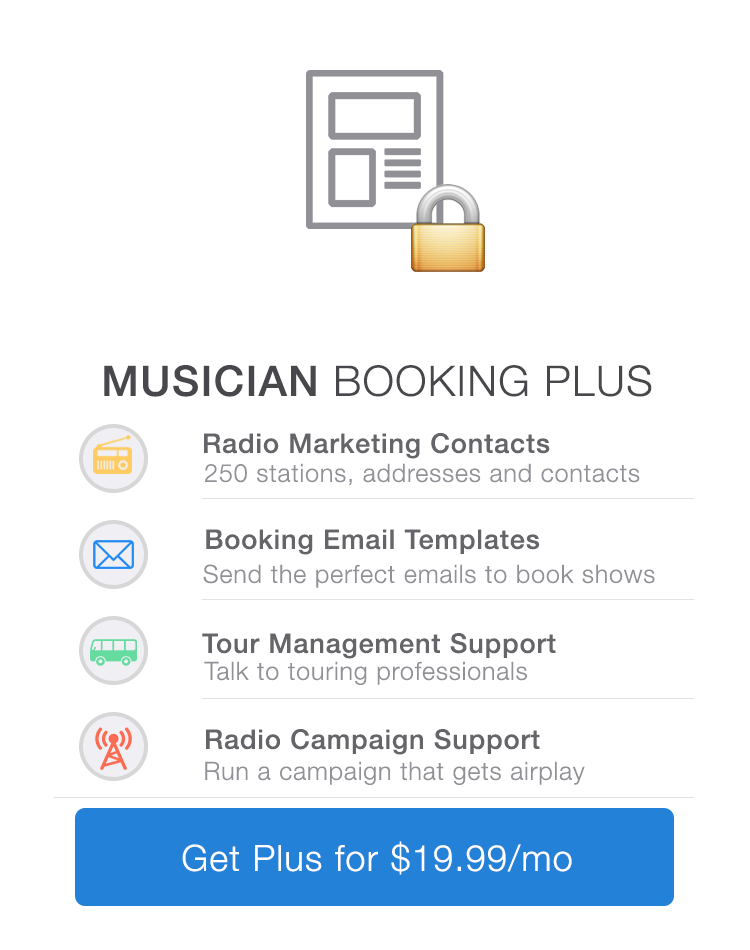 MUSICIAN BOOKING PLUS
Radio Marketing Contacts
250 stations, addresses and contacts
Booking Email Templates
Send the perfect emails to book shows
Tour Management Support
Talk to touring professionals
Radio Campaign Support
Run a campaign that gets airplay
Get Plus for $19.99/mo